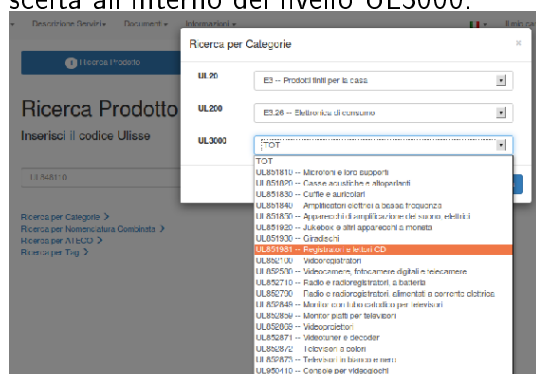 scelta all'interno del livello UL3000.
Descrizione Servizi Documenti Informazioni Il mio
Ricerca per Categorie ×
Ricerca Prodotto
UL20 E3 -- Prodotti finiti per la casa
Ricerca Prodotto
UL200 E3.26 -- Elettronica di consumo
Inserisci il codice Ulisse
UL3000 TOT
TOT
UL851810 -- Microfoni e loro supporti
UL851820 -- Casse acustiche e altoparlanti
UL851830 -- Cuffie e auricolari
UL851840 -- Amplificatori elettrici a bassa frequenza
UL851850 -- Apparecchi di amplificazione del suono, elettrici
UL851920 -- Jukebox e altri apparecchi a moneta
UL851930 -- Giradischi
UL851981 -- Registratori e lettori CD
UL852100 -- Videoregistratori
UL852580 -- Videocamere, fotocamere digitali e telecamere
UL852710 -- Radio e radioregistratori, a batteria
UL852790 -- Radio e radioregistratori, alimentati a corrente elettrica
UL852849 -- Monitor con tubo catodico per televisori
UL852859 -- Monitor piatti per televisori
UL852869 -- Videoproiettori
UL852871 -- Videotuner e decoder
UL852872 -- Televisori a colori
UL852873 -- Televisori in bianco e nero
UL950410 -- Console per videogiochi
UL848110
Ricerca per Categorie >
Ricerca per Nomenclatura Combinata >
Ricerca per ATECO >
Ricerca per Tag >